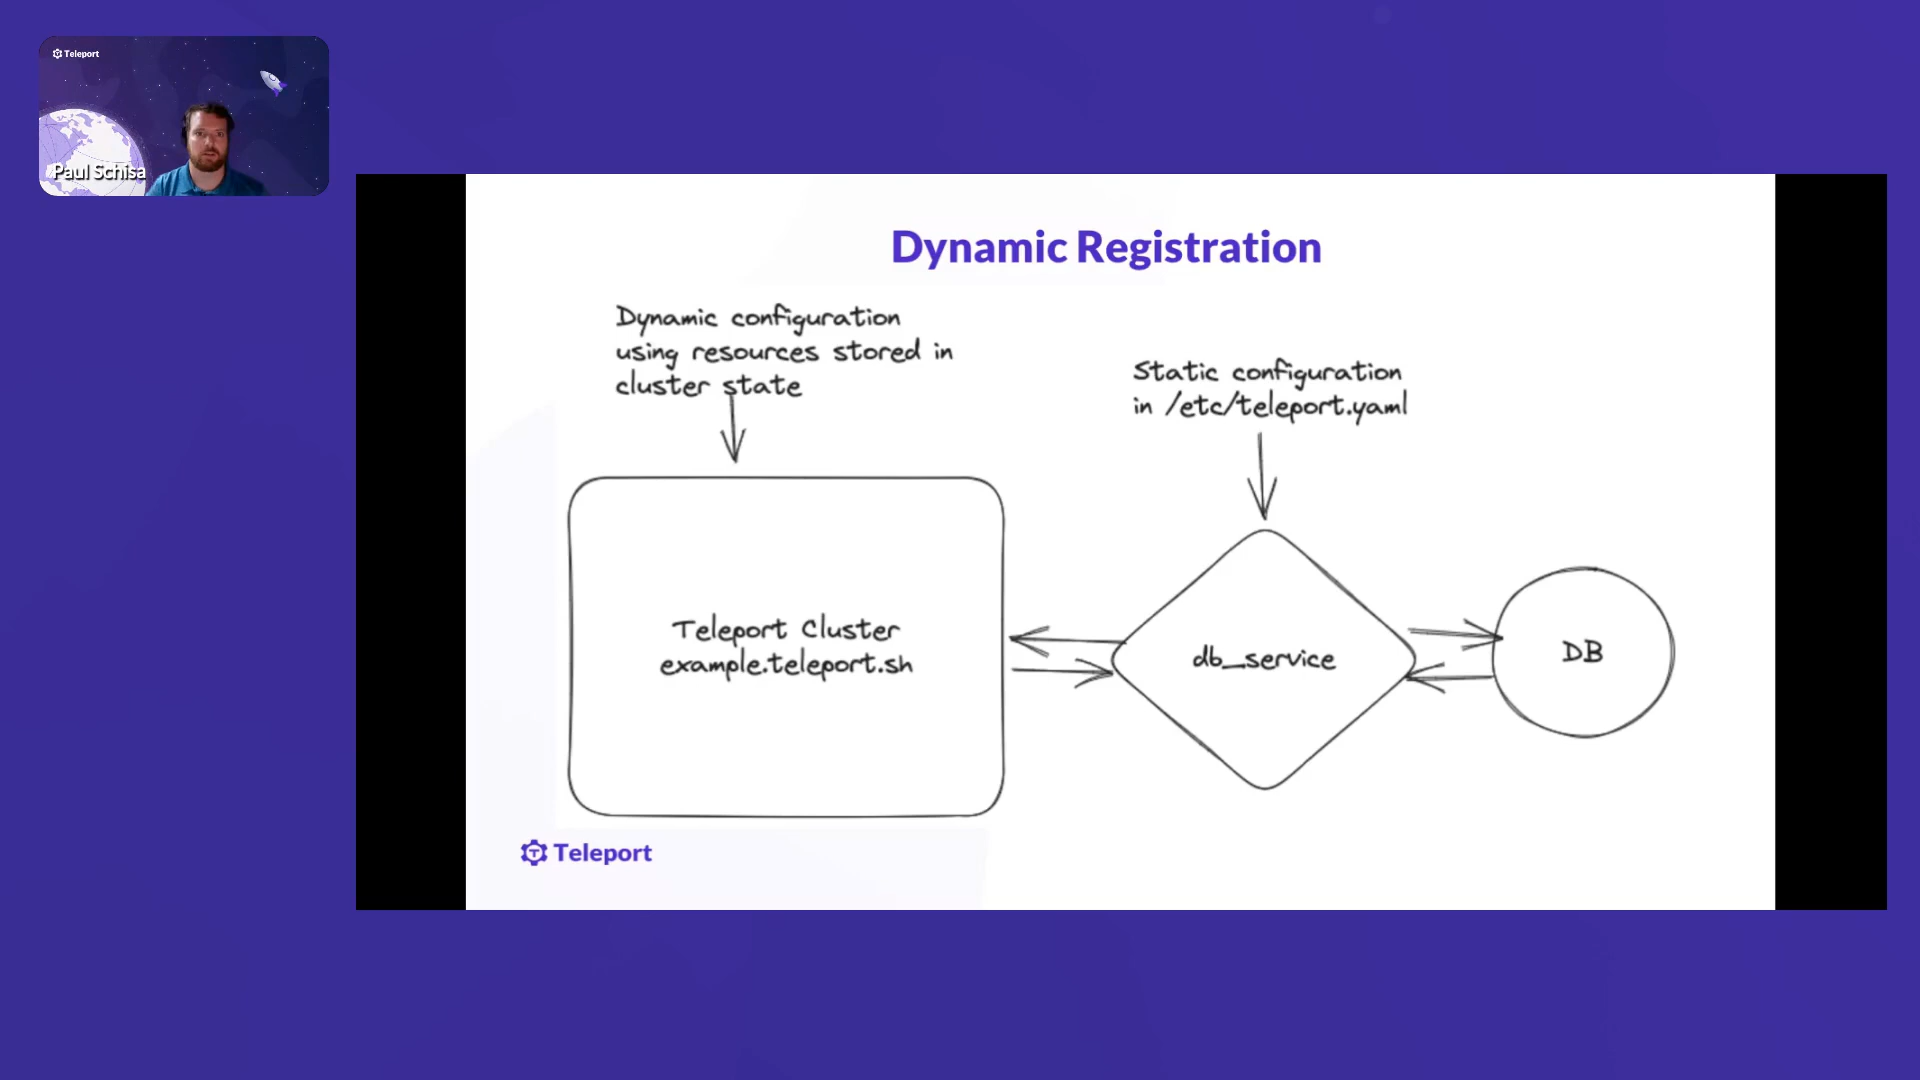 Teleport
Paul Schisa
Dynamic Registration
Dynamic configuration
using resources stored in
cluster state
Static configuration
in /etc/teleport.yaml
Teleport Cluster
example.teleport.sh
db_service
DB
Teleport